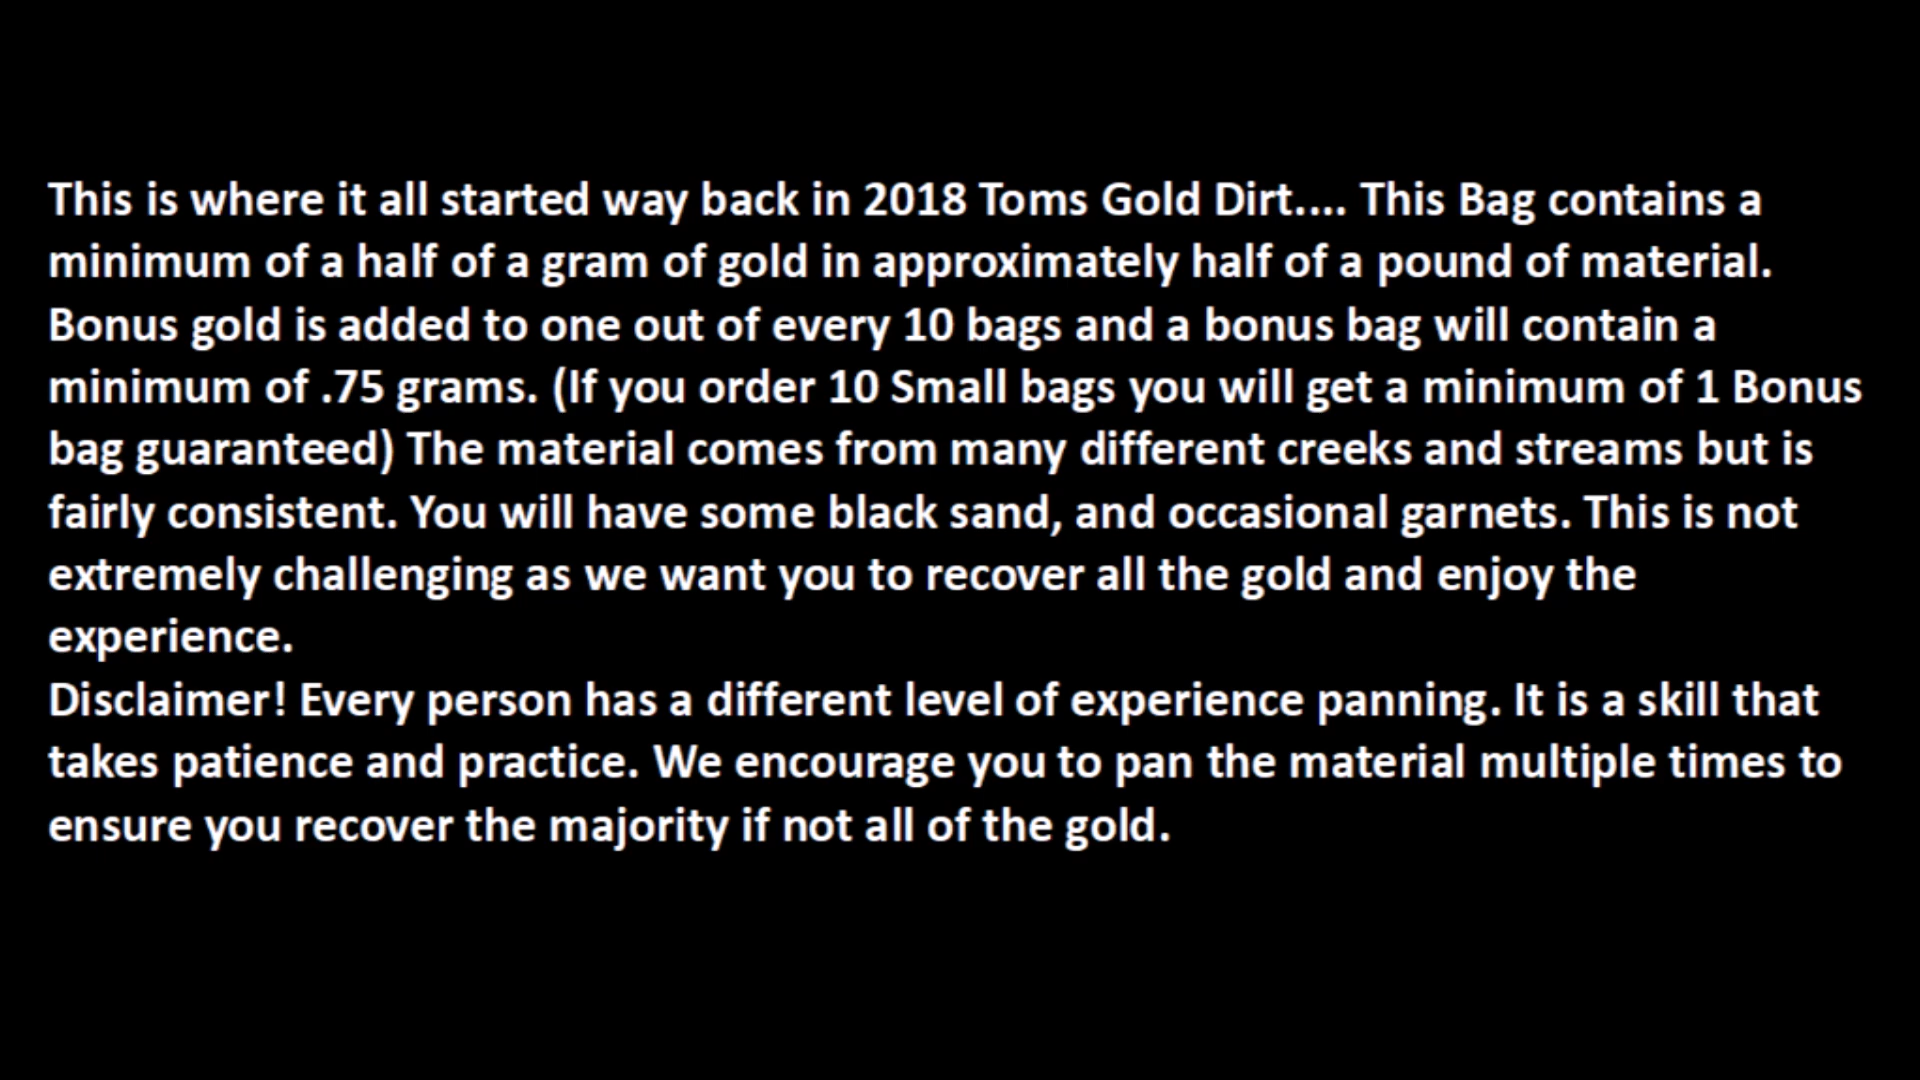 This is where it all started way back in 2018 Toms Gold Dirt.... This Bag contains a
minimum of a half of a gram of gold in approximately half of a pound of material.
Bonus gold is added to one out of every 10 bags and a bonus bag will contain a
minimum of .75 grams. (If you order 10 Small bags you will get a minimum of 1 Bonus
bag guaranteed) The material comes from many different creeks and streams but is
fairly consistent. You will have some black sand, and occasional garnets. This is not
extremely challenging as we want you to recover all the gold and enjoy the
experience.
Disclaimer! Every person has a different level of experience panning. It is a skill that
takes patience and practice. We encourage you to pan the material multiple times to
ensure you recover the majority if not all of the gold.